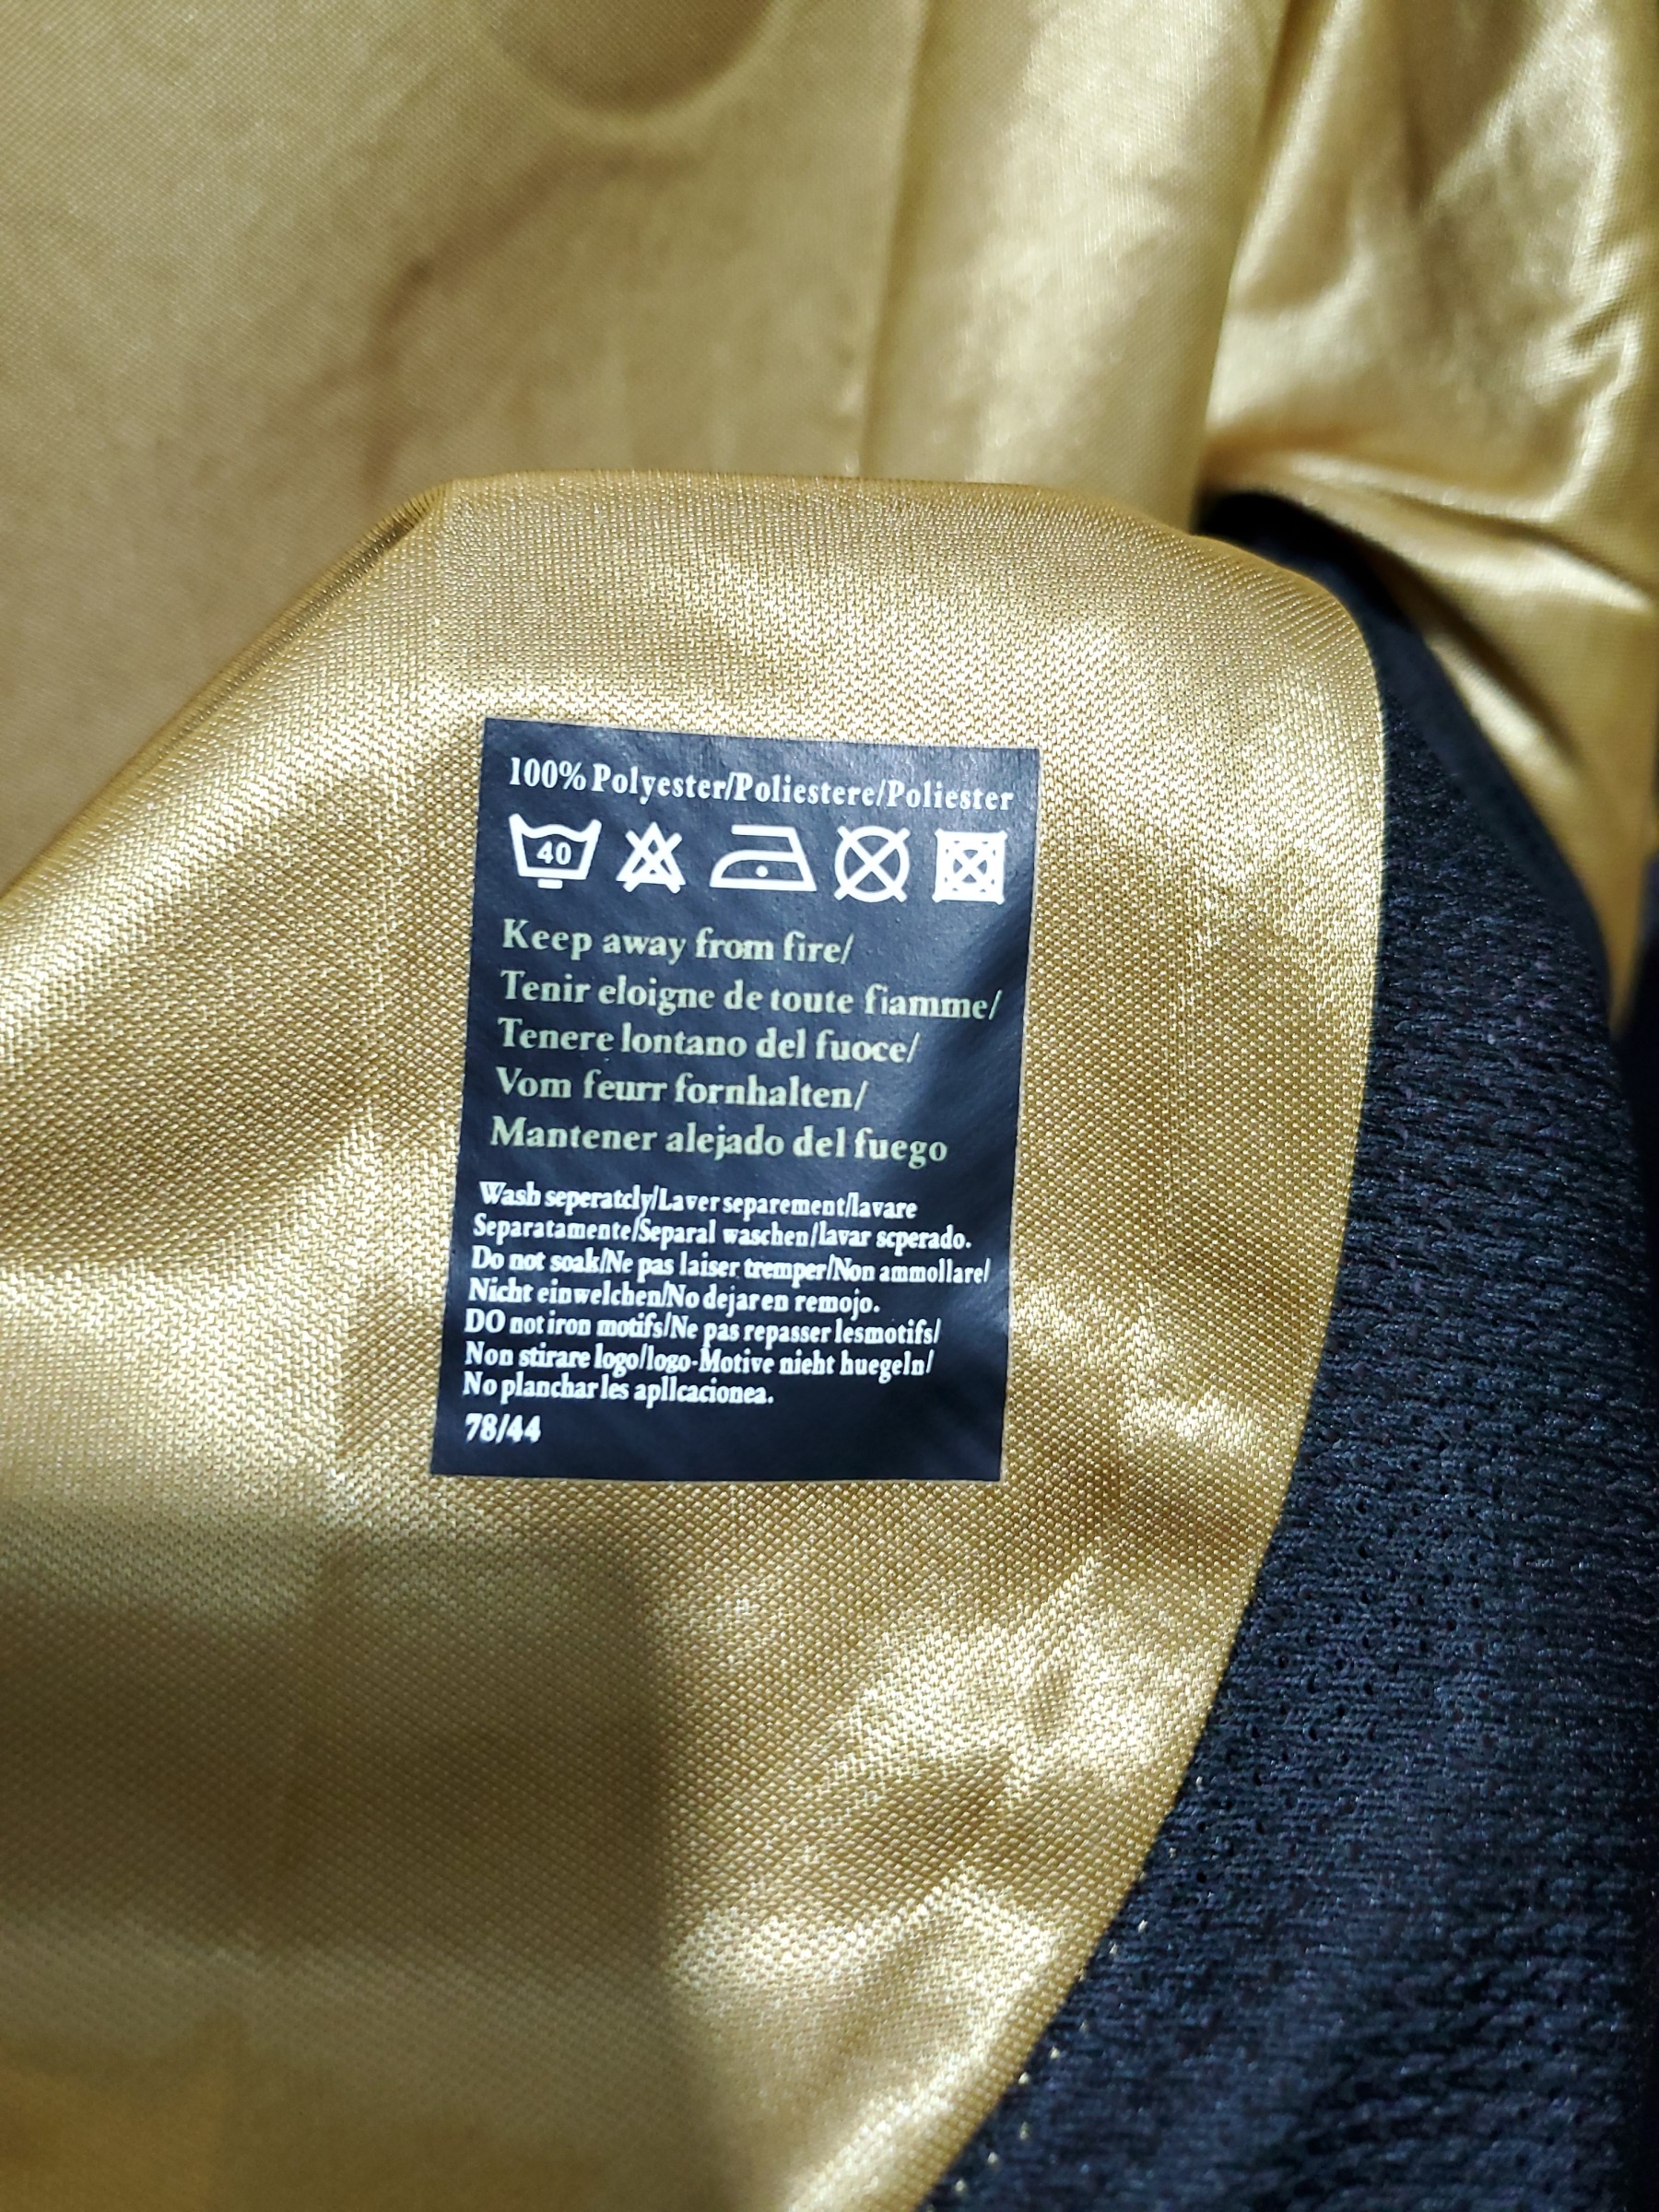 100% Polyester/Poliestere/Poliester
40
Keep away from fire/
Tenir eloigne de toute fiamme/
Tenere lontano del fuoce/
Vom feurr fornhalten/
Mantener alejado del fuego
Wash seperatcly/Laver separement/lavare
Separatamente/Separal waschen/lavar scperado.
Do not soak/Ne pas laiser tremper/Non ammollare/
Nicht einwelchen/No dejar en remojo.
DO not iron motifs/Ne pas repasser lesmotifs/
Non stirare logo/logo-Motive nieht huegeln/
No planchar les apllcacionea.
78/44